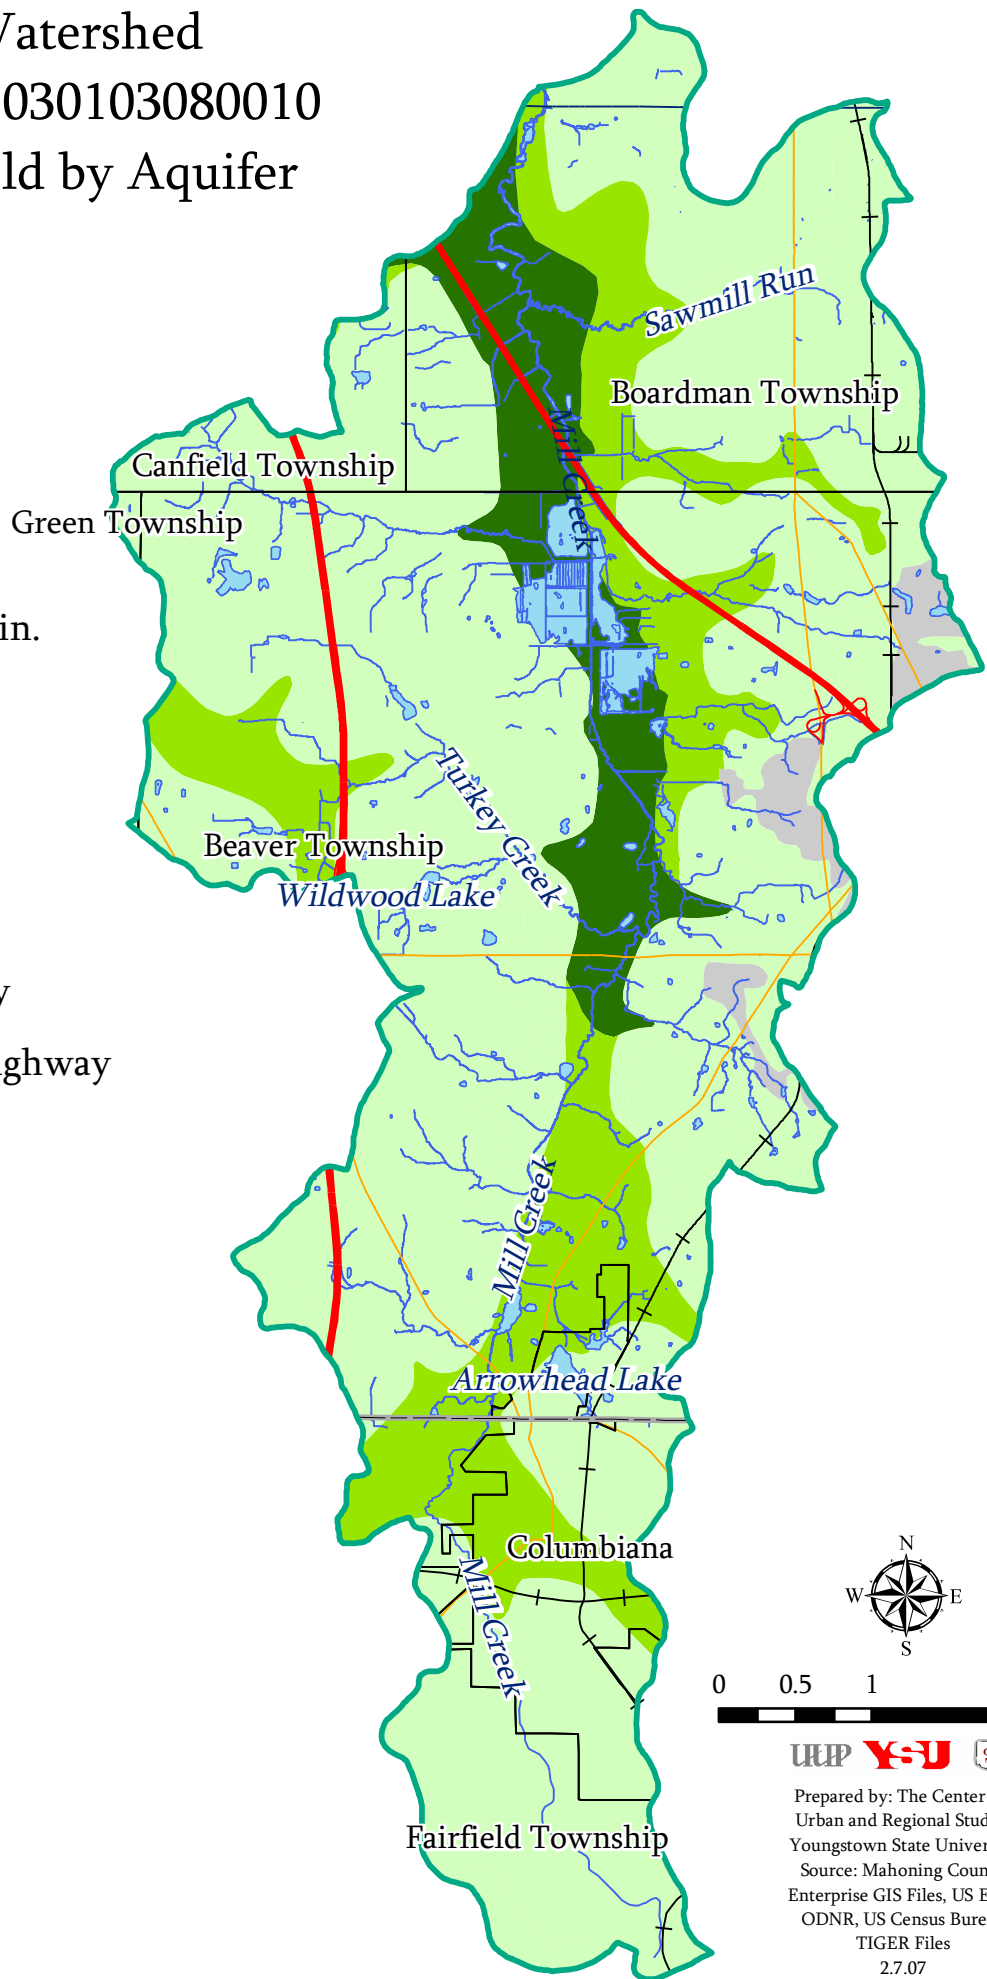 Watershed
030103080010
ld by Aquifer
Sawmill Run
Boardman Township
Mill Creek
Canfield Township
Green Township
in.
Turkey Creek
Beaver Township
Wildwood Lake
y
ghway
Mill Creek
Arrowhead Lake
Columbiana
Mill Creek
Fairfield Township
N
W E
S
0 0.5 1
UUP YSU
Prepared by: The Center
Urban and Regional Stud
Youngstown State Univer
Source: Mahoning Coun
Enterprise GIS Files, US E
ODNR, US Census Bure
TIGER Files
2.7.07